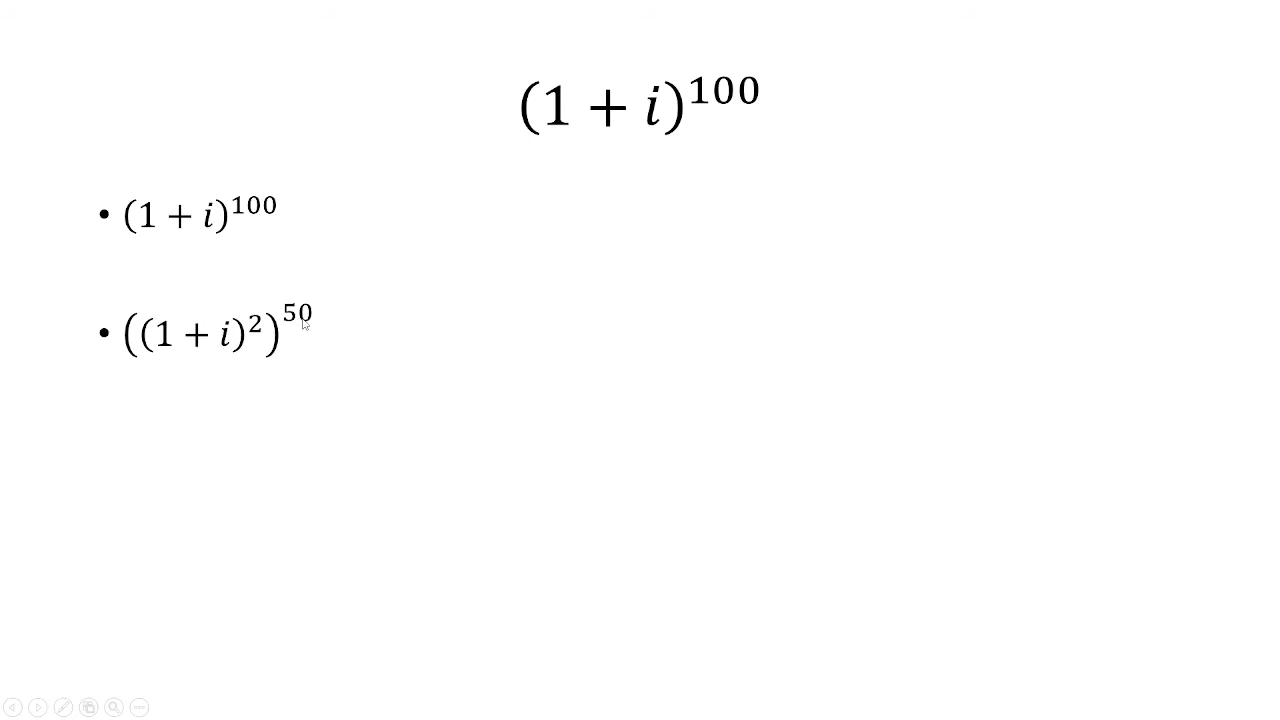 (1 + i)^100
• (1 + i)^100
• ((1 + i)^2)^50